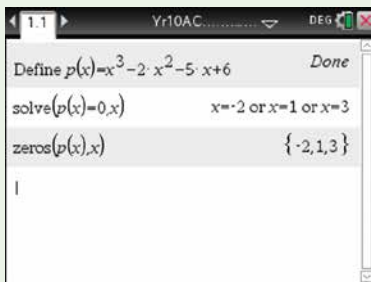 1.1 Yr10AC............. DEG
Define p(x)=x³−2·x²−5·x+6 Done
solve(p(x)=0,x) x=-2 or x=1 or x=3
zeros(p(x),x) {-2,1,3}